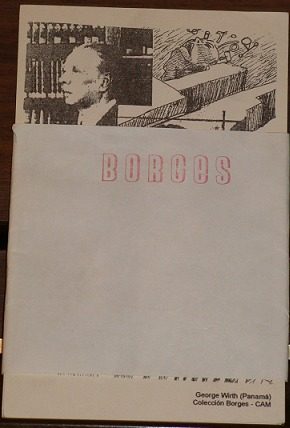 BORGES
George Wirth (Panamá)
Colección Borges - CAM